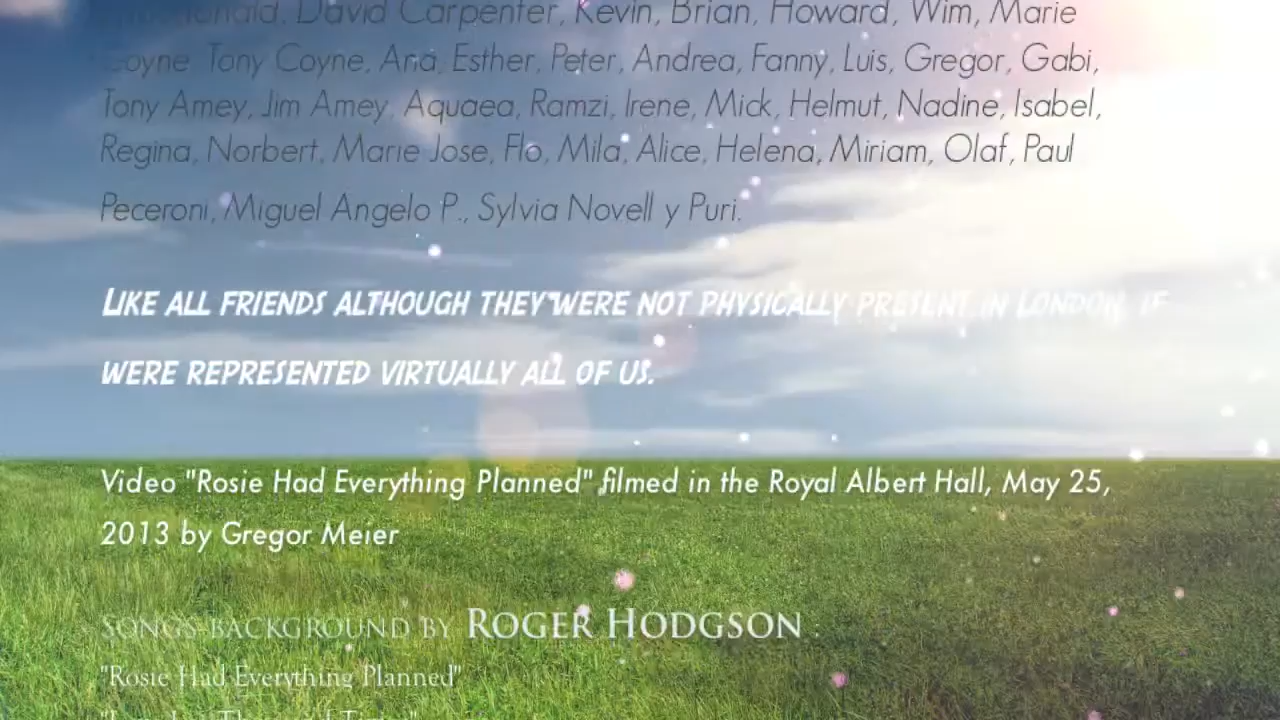 David Carpenter, Kevin, Brian, Howard, Wim, Marie
Coyne Tony Coyne, Ana, Esther, Peter, Andrea, Fanny, Luis, Gregor, Gabi,
Tony Amey, Jim Amey, Aquaea, Ramzi, Irene, Mick, Helmut, Nadine, Isabel,
Regina, Norbert, Marie Jose, Flo, Mila, Alice, Helena, Miriam, Olaf, Paul
Peceroni, Miguel Angelo P., Sylvia Novell y Puri.
LIKE ALL FRIENDS ALTHOUGH THEY WERE NOT PHYSICALLY PRESENT IN LONDON, IF
WERE REPRESENTED VIRTUALLY ALL OF US.
Video "Rosie Had Everything Planned" filmed in the Royal Albert Hall, May 25,
2013 by Gregor Meier
SONGS BACKGROUND BY ROGER HODGSON :
"Rosie Had Everything Planned"